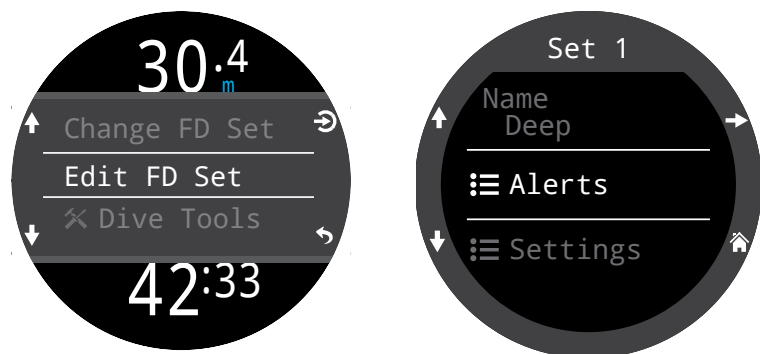 30.4
m
Change FD Set
Edit FD Set
Dive Tools
42:33
Set 1
Name
Deep
Alerts
Settings